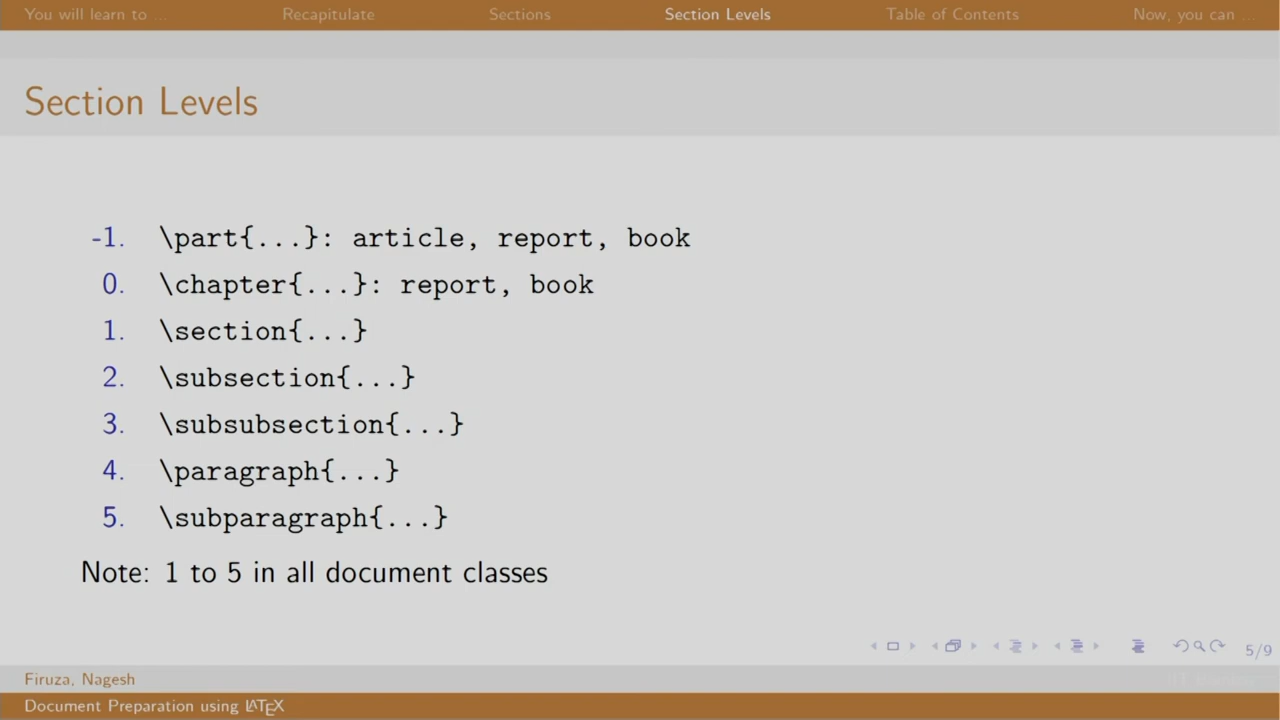 You will learn to ... Recapitulate Sections Section Levels Table of Contents Now, you can ...
Section Levels
-1. \part{...}: article, report, book
0. \chapter{...}: report, book
1. \section{...}
2. \subsection{...}
3. \subsubsection{...}
4. \paragraph{...}
5. \subparagraph{...}
Note: 1 to 5 in all document classes
5/9
Firuza, Nagesh
Document Preparation using LATEX